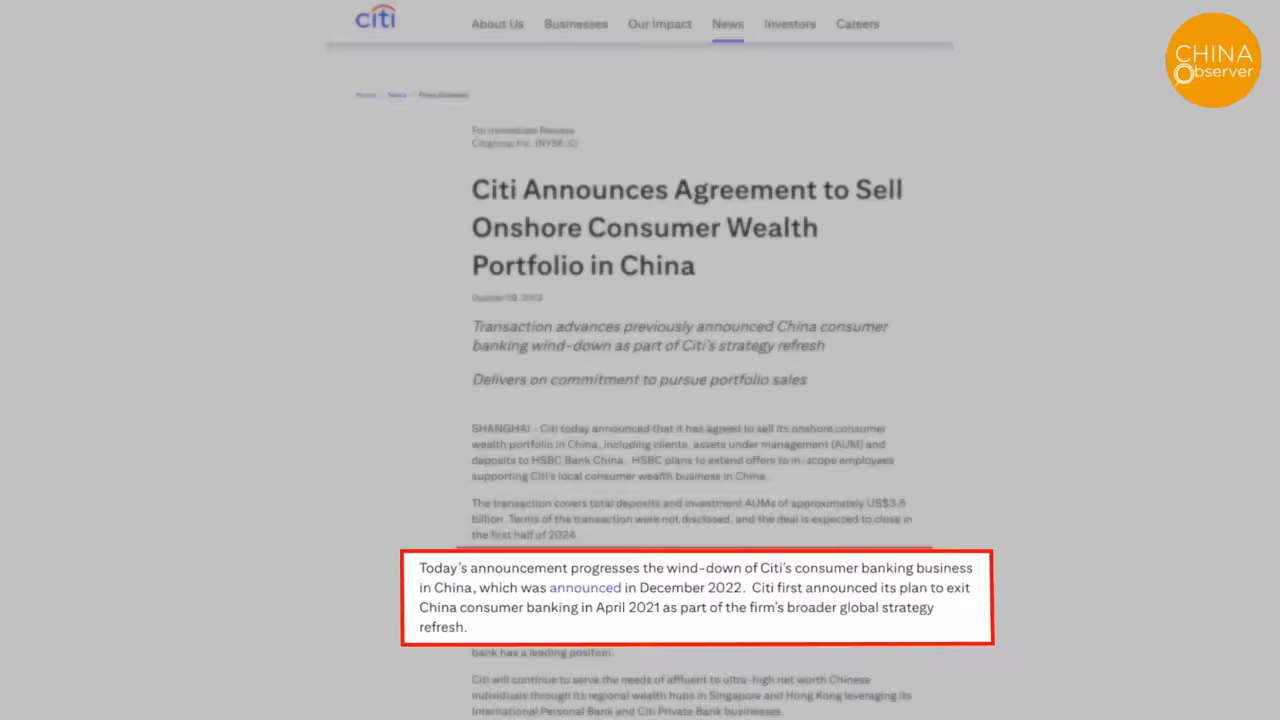 citi
About Us Businesses Our Impact News Investors Careers
CHINA
Observer
Home News Press Releases
For Immediate Release
Citigroup Inc. (NYSE: C)
Citi Announces Agreement to Sell
Onshore Consumer Wealth
Portfolio in China
October 09, 2023
Transaction advances previously announced China consumer
banking wind-down as part of Citi's strategy refresh
Delivers on commitment to pursue portfolio sales
SHANGHAI – Citi today announced that it has agreed to sell its onshore consumer
wealth portfolio in China, including clients, assets under management (AUM) and
deposits to HSBC Bank China. HSBC plans to extend offers to in-scope employees
supporting Citi's local consumer wealth business in China.
The transaction covers total deposits and investment AUMs of approximately US$3.6
billion. Terms of the transaction were not disclosed, and the deal is expected to close in
the first half of 2024
Today's announcement progresses the wind-down of Citi's consumer banking business
in China, which was announced in December 2022. Citi first announced its plan to exit
China consumer banking in April 2021 as part of the firm's broader global strategy
refresh.
bank has a leading position.
Citi will continue to serve the needs of affluent to ultra-high net worth Chinese
individuals through its regional wealth hubs in Singapore and Hong Kong leveraging its
International Personal Bank and Citi Private Bank businesses.